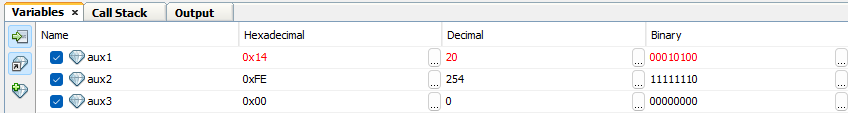 Variables × Call Stack Output
Name Hexadecimal Decimal Binary
aux1 0x14 ... 20 ... 00010100
aux2 0xFE ... 254 ... 11111110
aux3 0x00 ... 0 ... 00000000